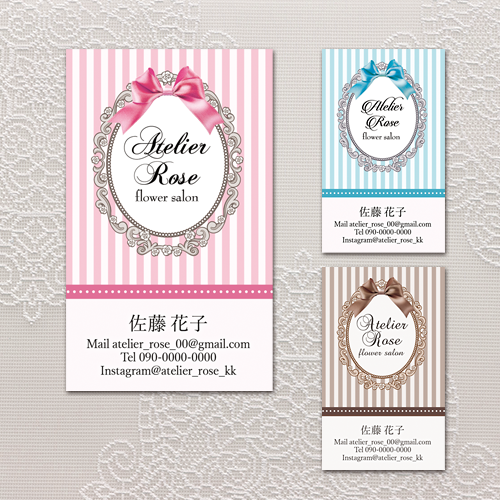 Atelier
Rose
flower salon
佐藤 花子
Mail atelier_rose_00@gmail.com
Tel 090-0000-0000
Instagram@atelier_rose_kk
Atelier
Rose
flower salon
佐藤 花子
Mail atelier_rose_00@gmail.com
Tel 090-0000-0000
Instagram@atelier_rose_kk
Atelier
Rose
flower salon
佐藤 花子
Mail atelier_rose_00@gmail.com
Tel 090-0000-0000
Instagram@atelier_rose_kk